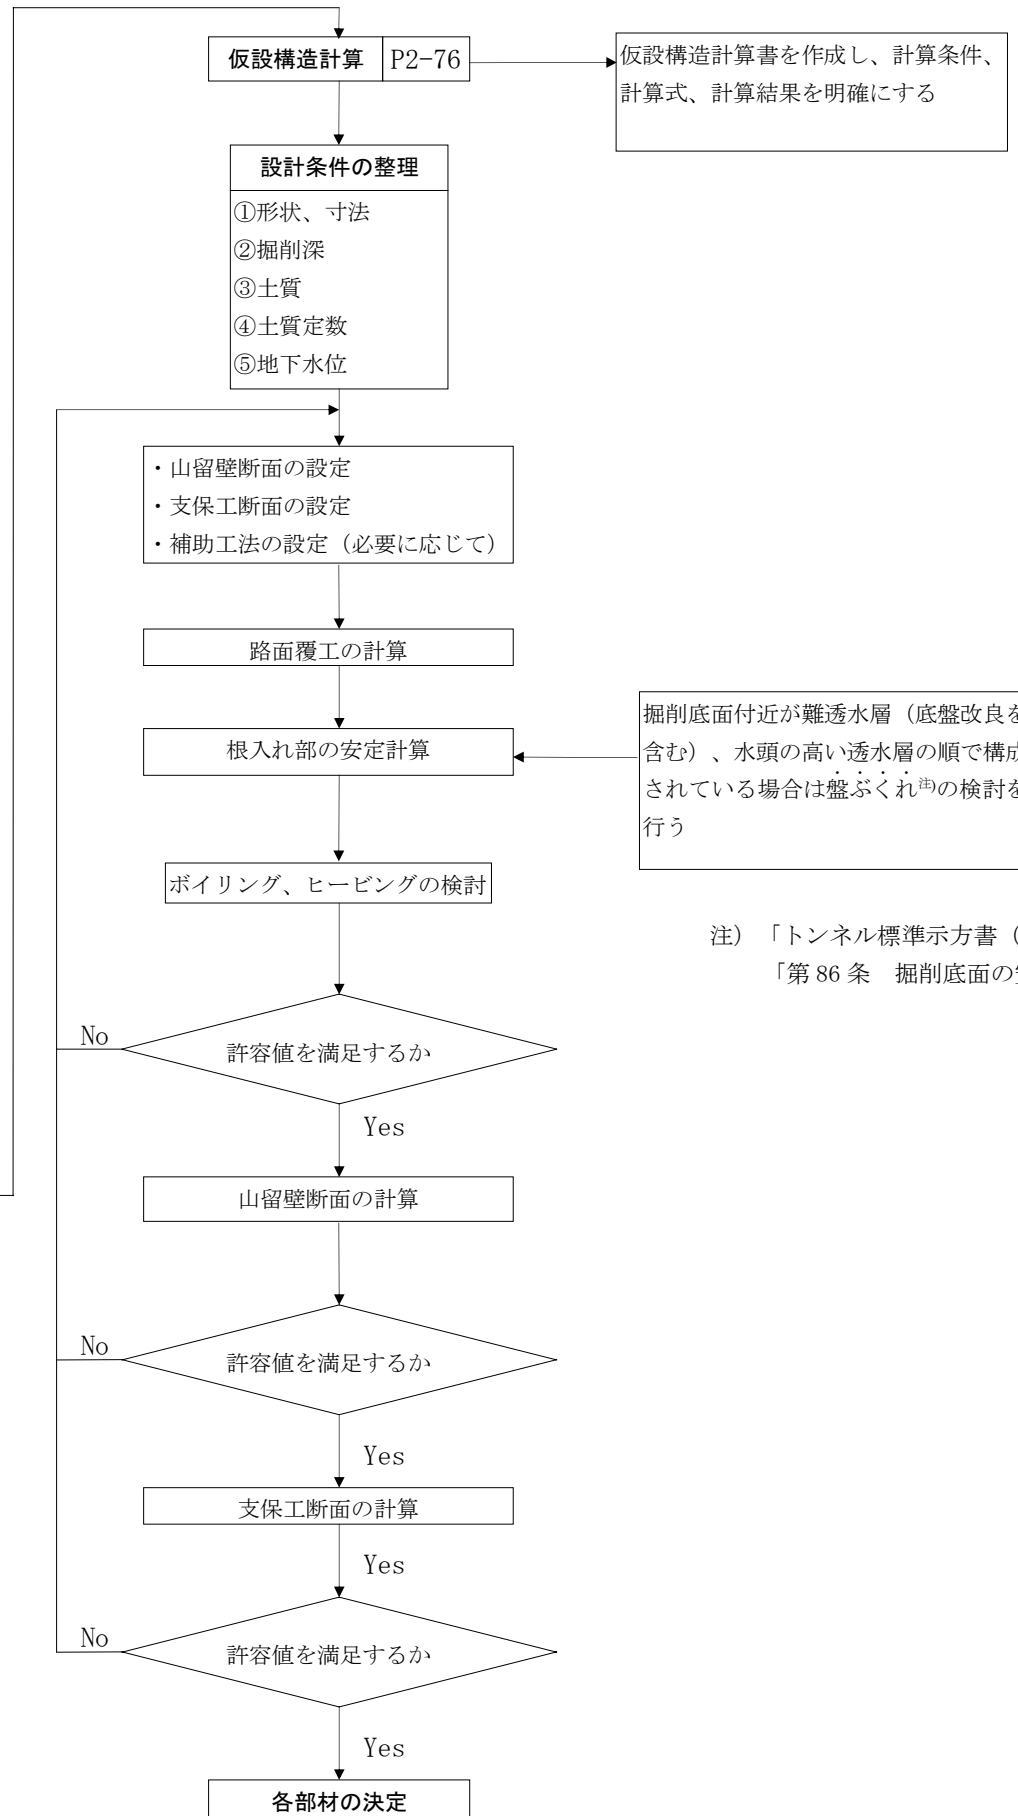 仮設構造計算 P2-76
仮設構造計算書を作成し、計算条件、
計算式、計算結果を明確にする
設計条件の整理
①形状、寸法
②掘削深
③土質
④土質定数
⑤地下水位
・山留壁断面の設定
・支保工断面の設定
・補助工法の設定（必要に応じて）
路面覆工の計算
根入れ部の安定計算
掘削底面付近が難透水層（底盤改良を
含む）、水頭の高い透水層の順で構成
されている場合は盤ぶくれ注)の検討を
行う
ボイリング、ヒービングの検討
注）「トンネル標準示方書（
「第 86 条　掘削底面の
許容値を満足するか
No
Yes
山留壁断面の計算
許容値を満足するか
No
Yes
支保工断面の計算
Yes
許容値を満足するか
No
Yes
各部材の決定